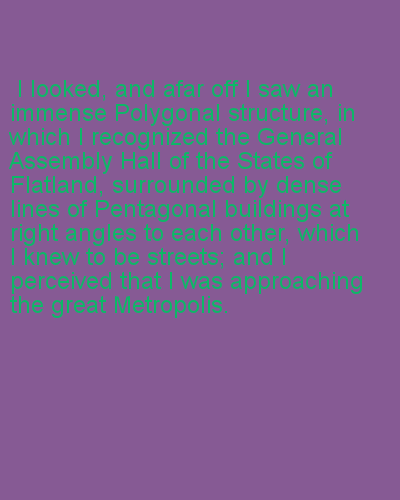 I looked, and afar off I saw an
immense Polygonal structure, in
which I recognized the General
Assembly Hall of the States of
Flatland, surrounded by dense
lines of Pentagonal buildings at
right angles to each other, which
I knew to be streets; and I
perceived that I was approaching
the great Metropolis.